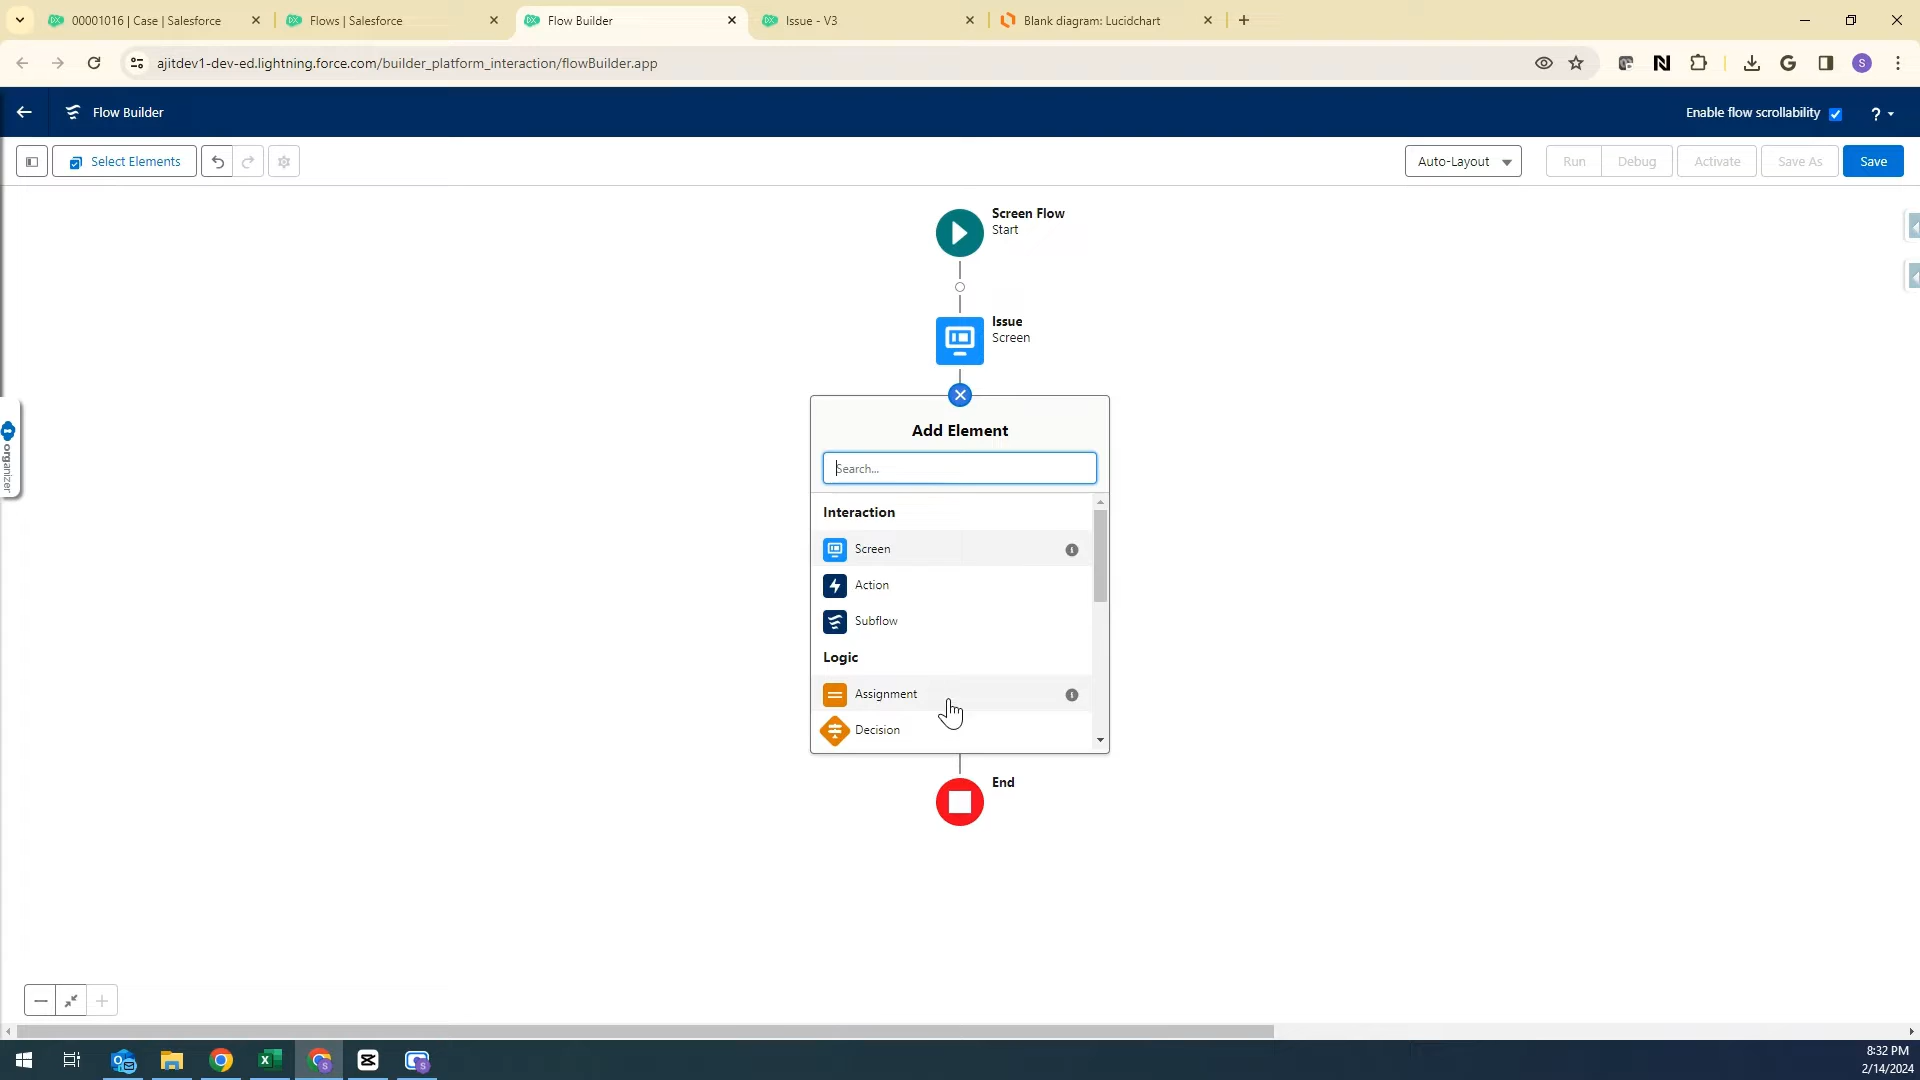 00001016 | Case | Salesforce
Flows | Salesforce
Flow Builder
Issue - V3
Blank diagram: Lucidchart
ajitdev1-dev-ed.lightning.force.com/builder_platform_interaction/flowBuilder.app
S
Flow Builder
Enable flow scrollability
?
Select Elements
Auto-Layout
Run
Debug
Activate
Save As
Save
Screen Flow
Start
Issue
Screen
organizer
Add Element
Search...
Interaction
Screen
Action
Subflow
Logic
Assignment
Decision
End
8:32 PM
2/14/2024